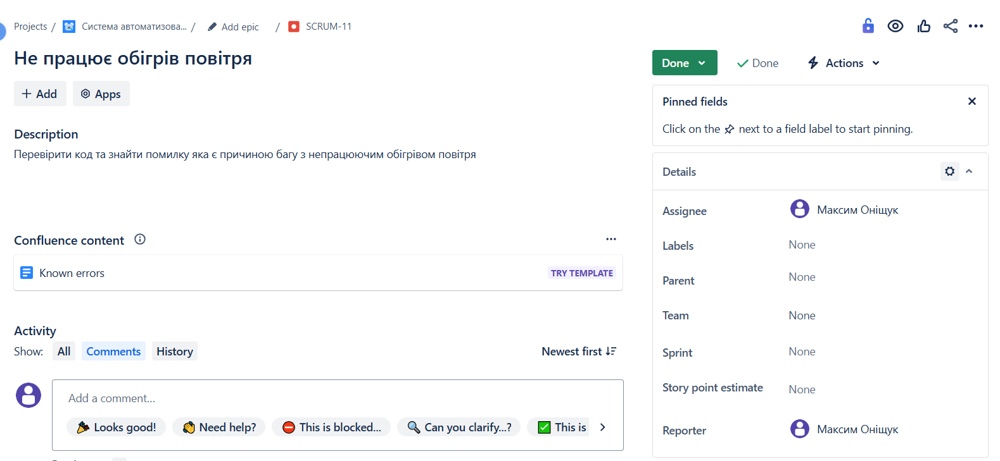 Projects / Система автоматизова... / Add epic / SCRUM-11
Не працює обігрів повітря
Add Apps
Description
Перевірити код та знайти помилку яка є причиною багу з непрацюючим обігрівом повітря
Confluence content
Known errors TRY TEMPLATE
Activity
Show: All Comments History Newest first
Add a comment...
Looks good! Need help? This is blocked... Can you clarify...? This is
Done Done Actions
Pinned fields
Click on the next to a field label to start pinning.
Details
Assignee Максим Оніщук
Labels None
Parent None
Team None
Sprint None
Story point estimate None
Reporter Максим Оніщук